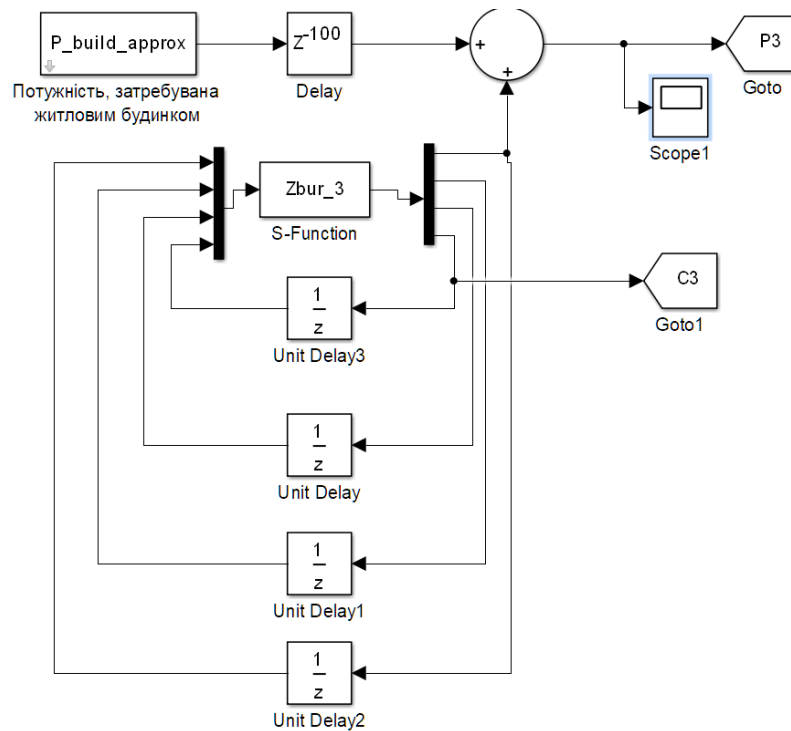 P_build_approx
Z-100
+
+
P3
Потужність, затребувана
житловим будинком
Delay
Goto
Scope1
Zbur_3
S-Function
C3
Goto1
1
z
Unit Delay3
1
z
Unit Delay
1
z
Unit Delay1
1
z
Unit Delay2